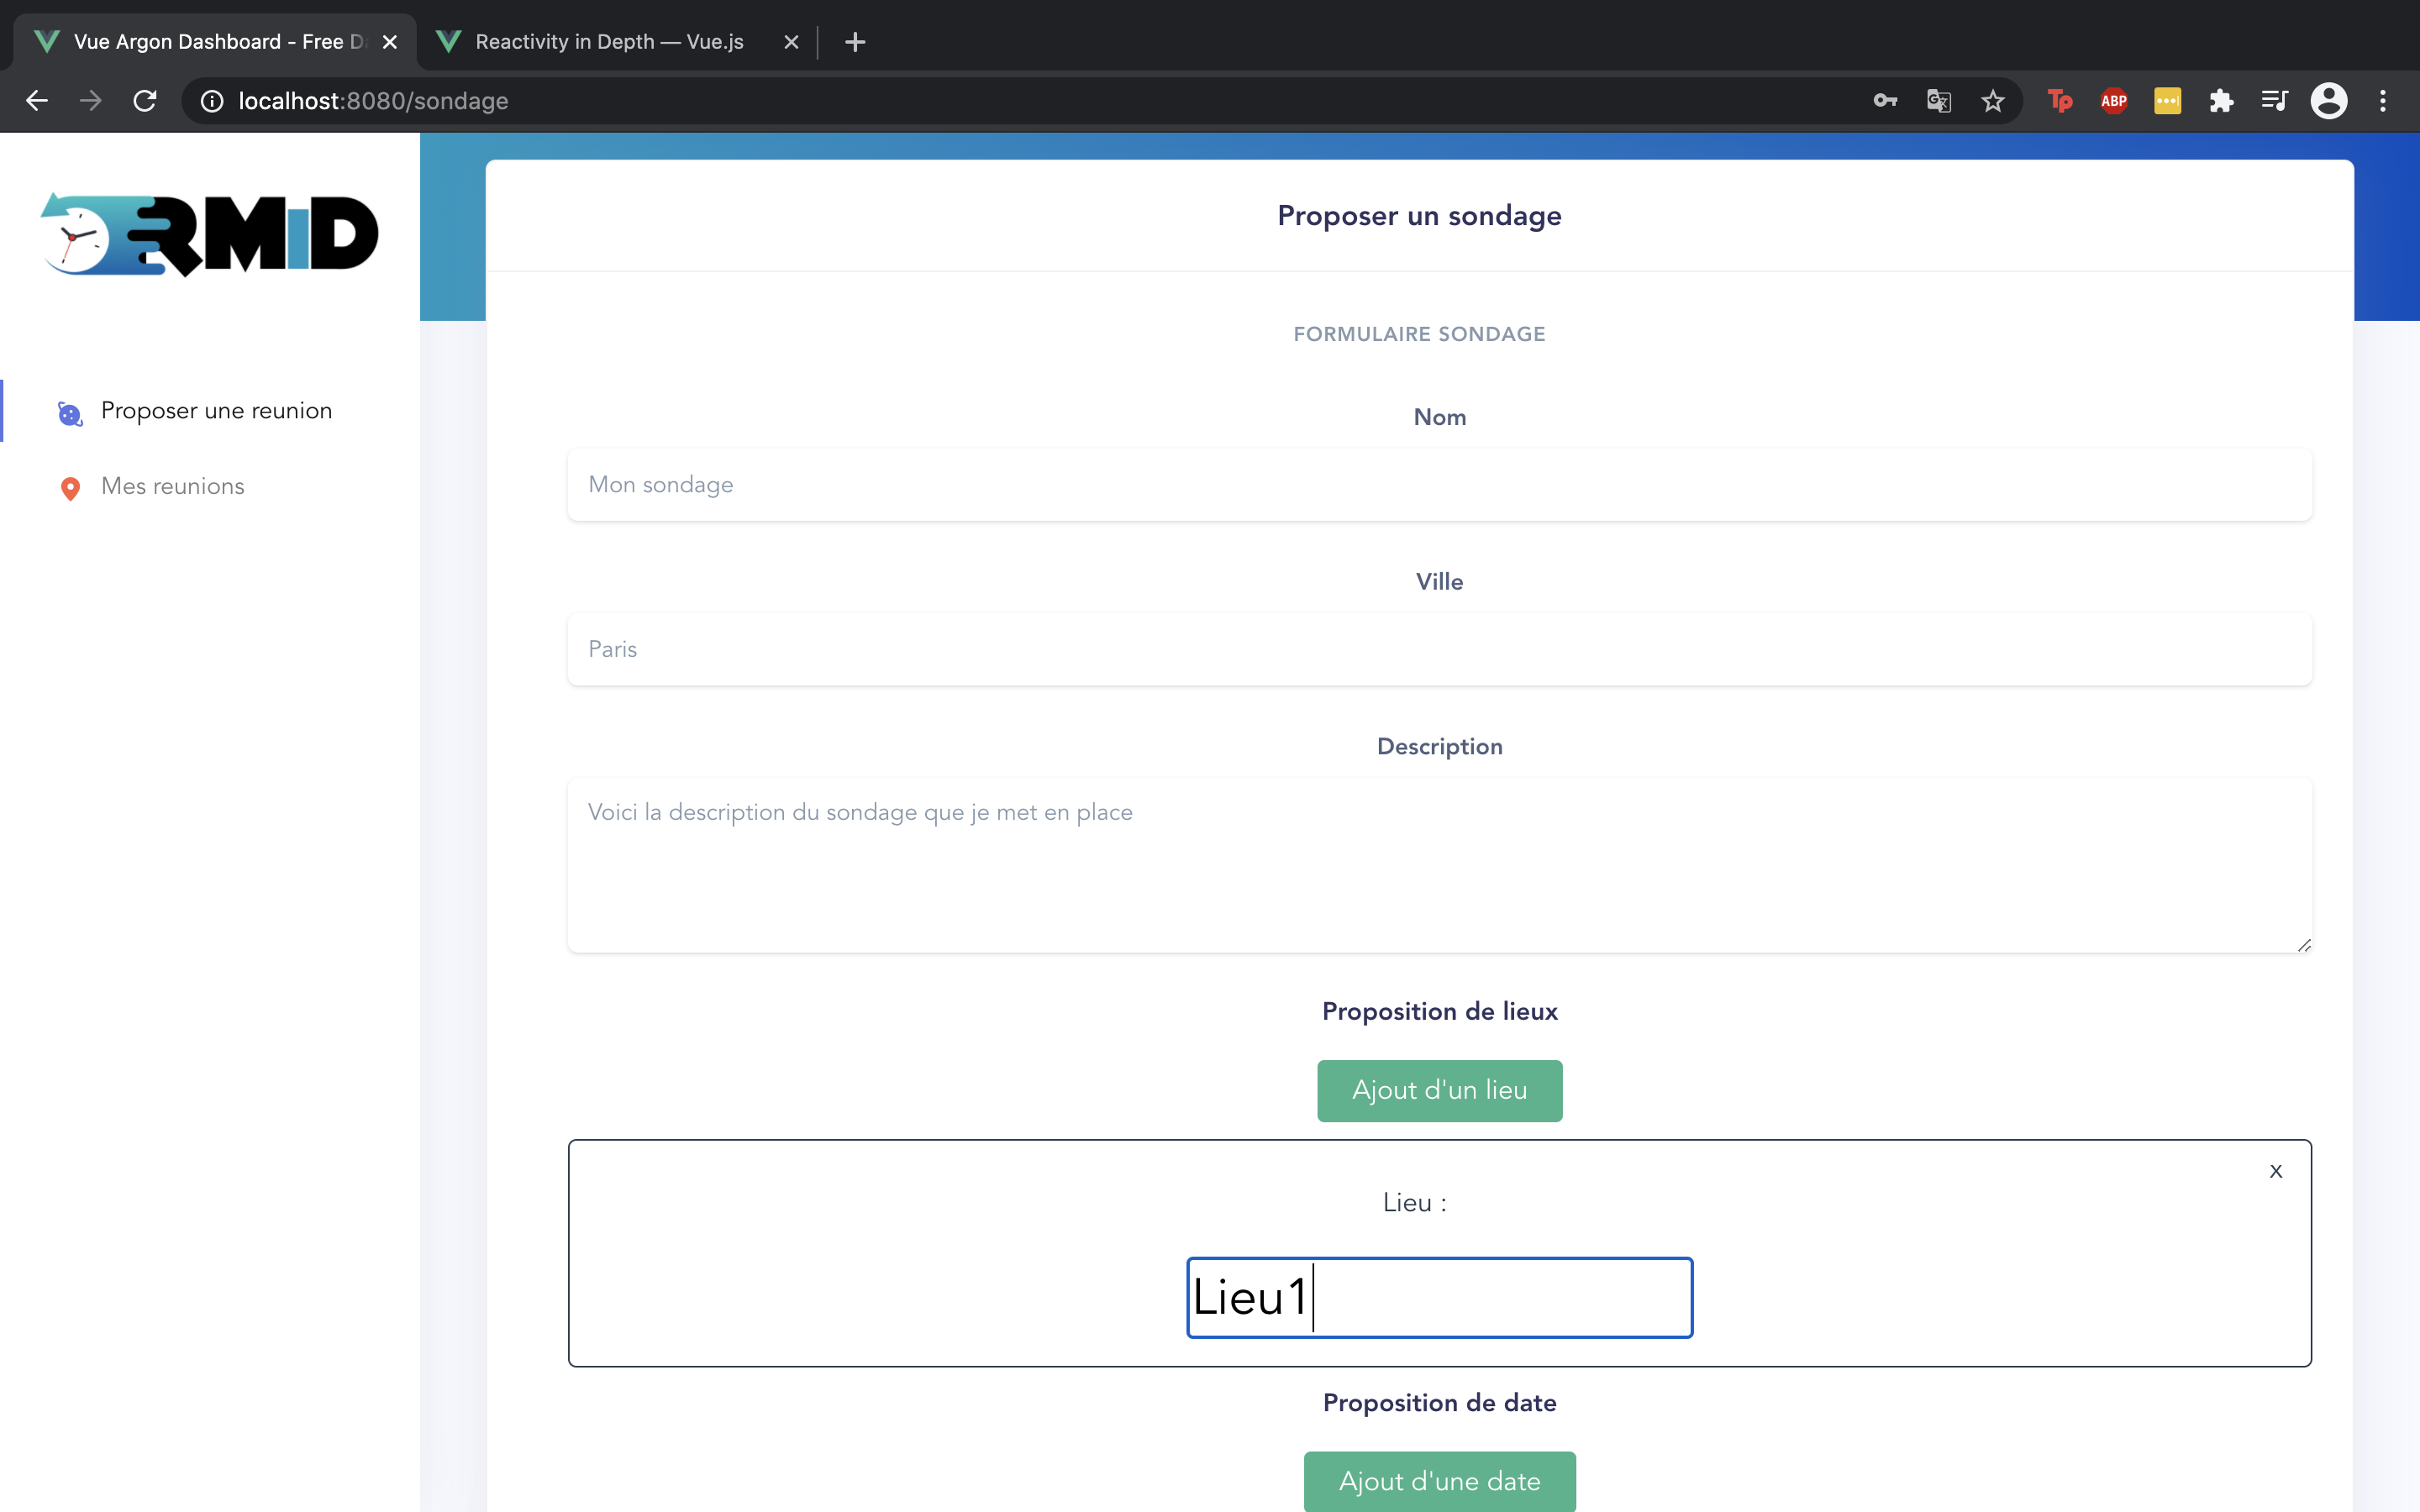 Vue Argon Dashboard - Free D
Reactivity in Depth — Vue.js
localhost:8080/sondage
Tp
ABP
RMiD
Proposer une reunion
Mes reunions
Proposer un sondage
FORMULAIRE SONDAGE
Nom
Mon sondage
Ville
Paris
Description
Voici la description du sondage que je met en place
Proposition de lieux
Ajout d'un lieu
x
Lieu :
Lieu1
Proposition de date
Ajout d'une date